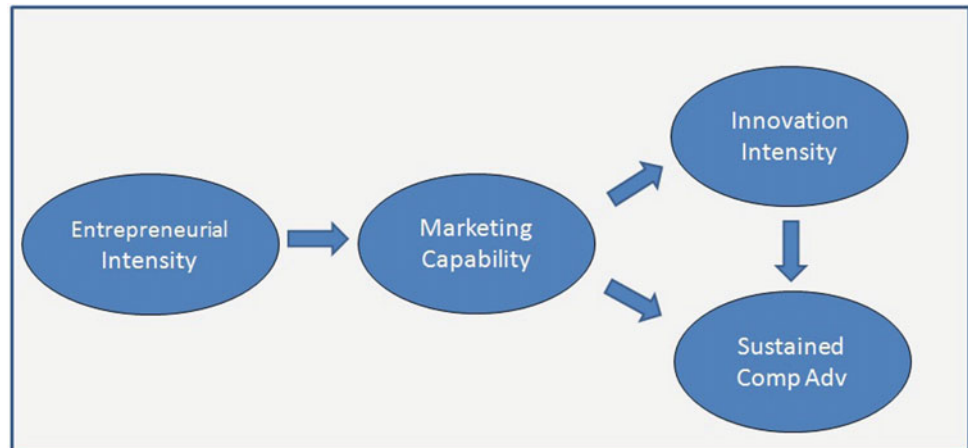 Entrepreneurial
Intensity
Marketing
Capability
Innovation
Intensity
Sustained
Comp Adv